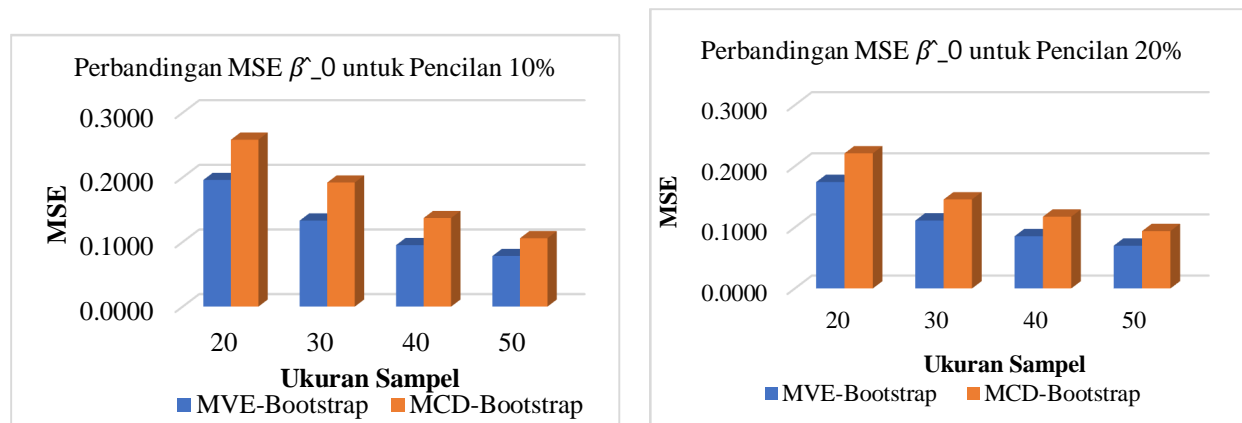 Perbandingan MSE β^_0 untuk Pencilan 10%
0.3000
0.2000
0.1000
0.0000
MSE
20 30 40 50
Ukuran Sampel
MVE-Bootstrap MCD-Bootstrap
Perbandingan MSE β^_0 untuk Pencilan 20%
0.3000
0.2000
0.1000
0.0000
MSE
20 30 40 50
Ukuran Sampel
MVE-Bootstrap MCD-Bootstrap